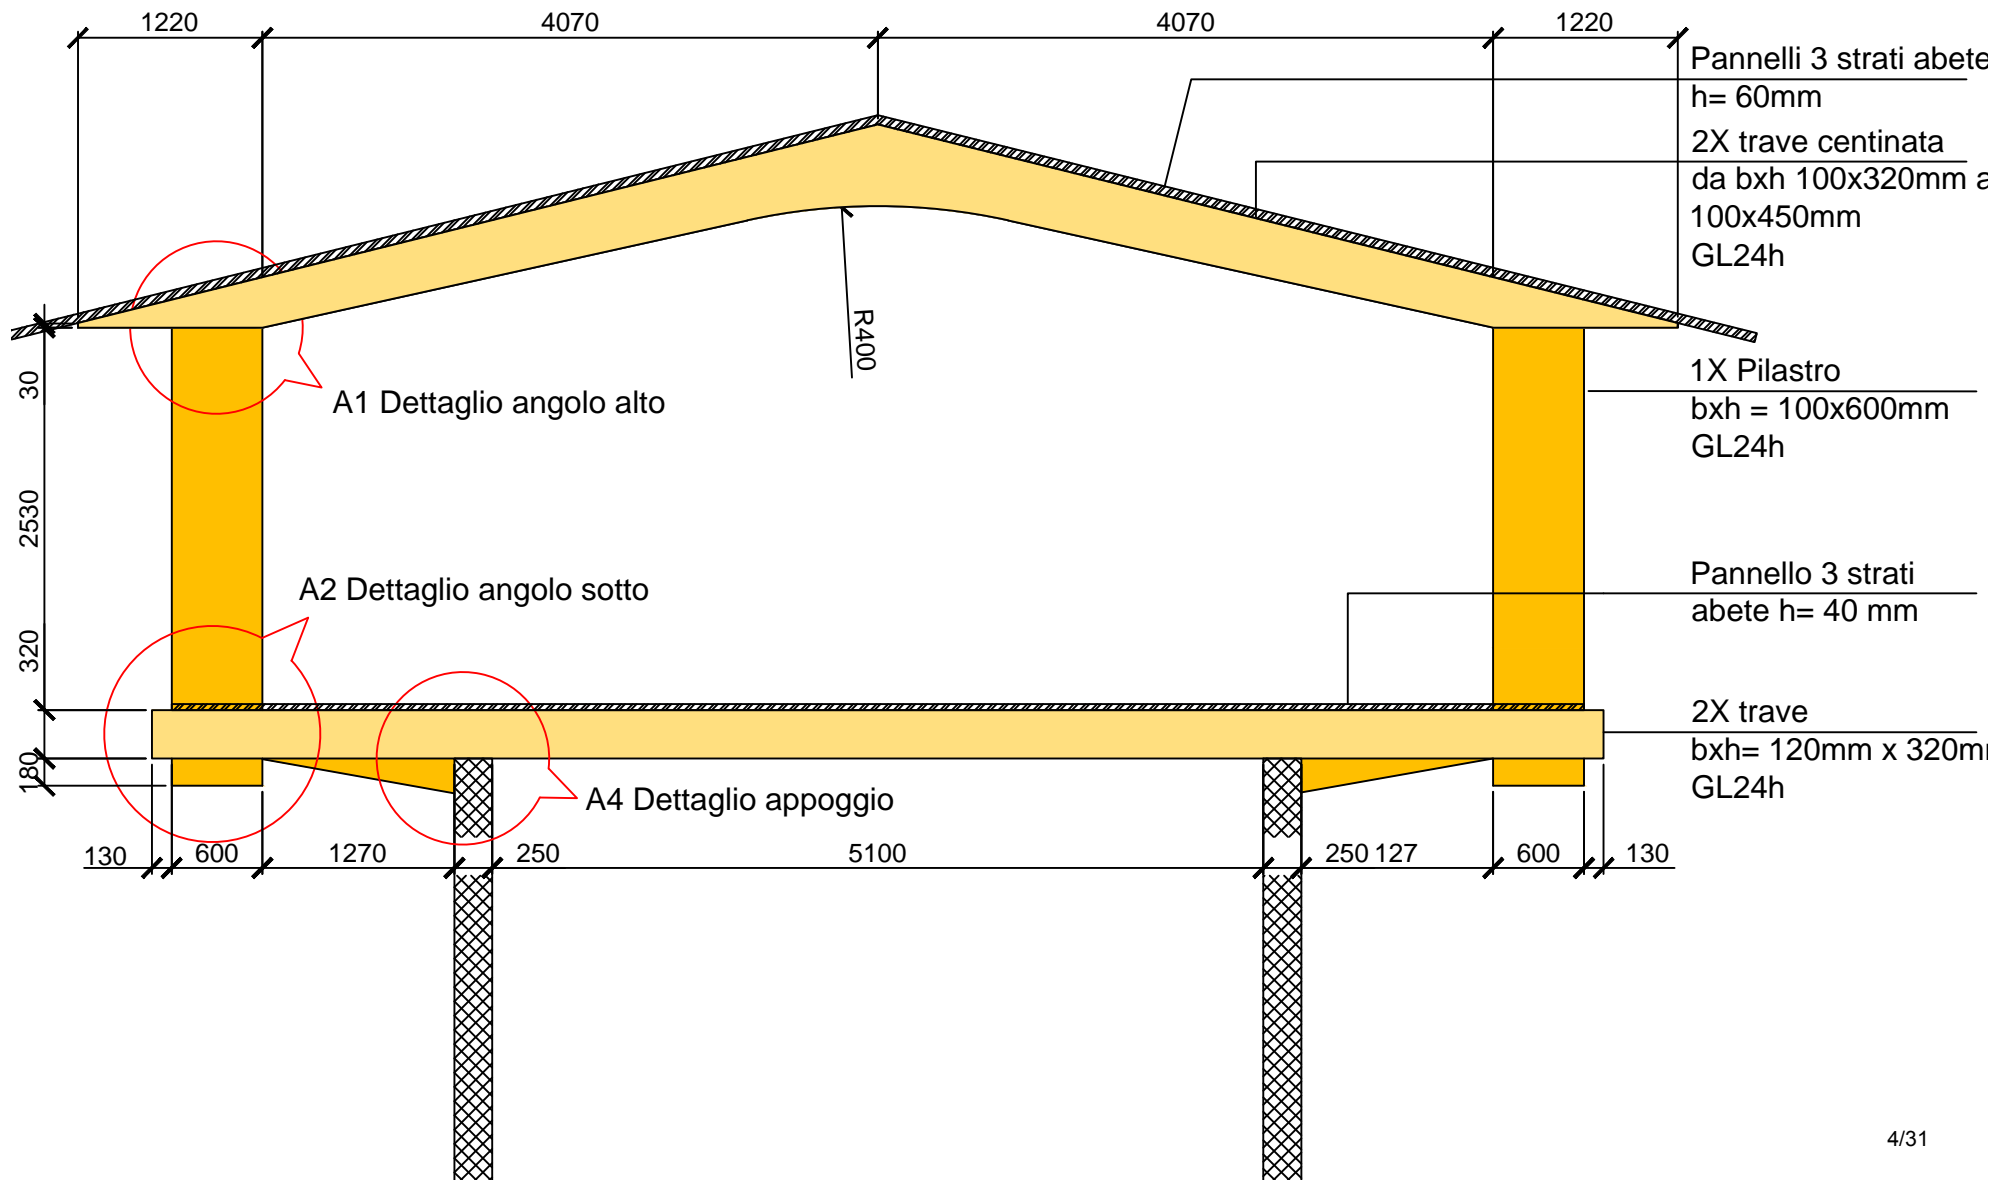 1220
4070
4070
1220
Pannelli 3 strati abete
h= 60mm
2X trave centinata
da bxh 100x320mm a
100x450mm
GL24h
R400
30
1X Pilastro
bxh = 100x600mm
GL24h
A1 Dettaglio angolo alto
2530
A2 Dettaglio angolo sotto
Pannello 3 strati
abete h= 40 mm
320
2X trave
bxh= 120mm x 320m
GL24h
180
A4 Dettaglio appoggio
130
600
1270
250
5100
250
127
600
130
4/31